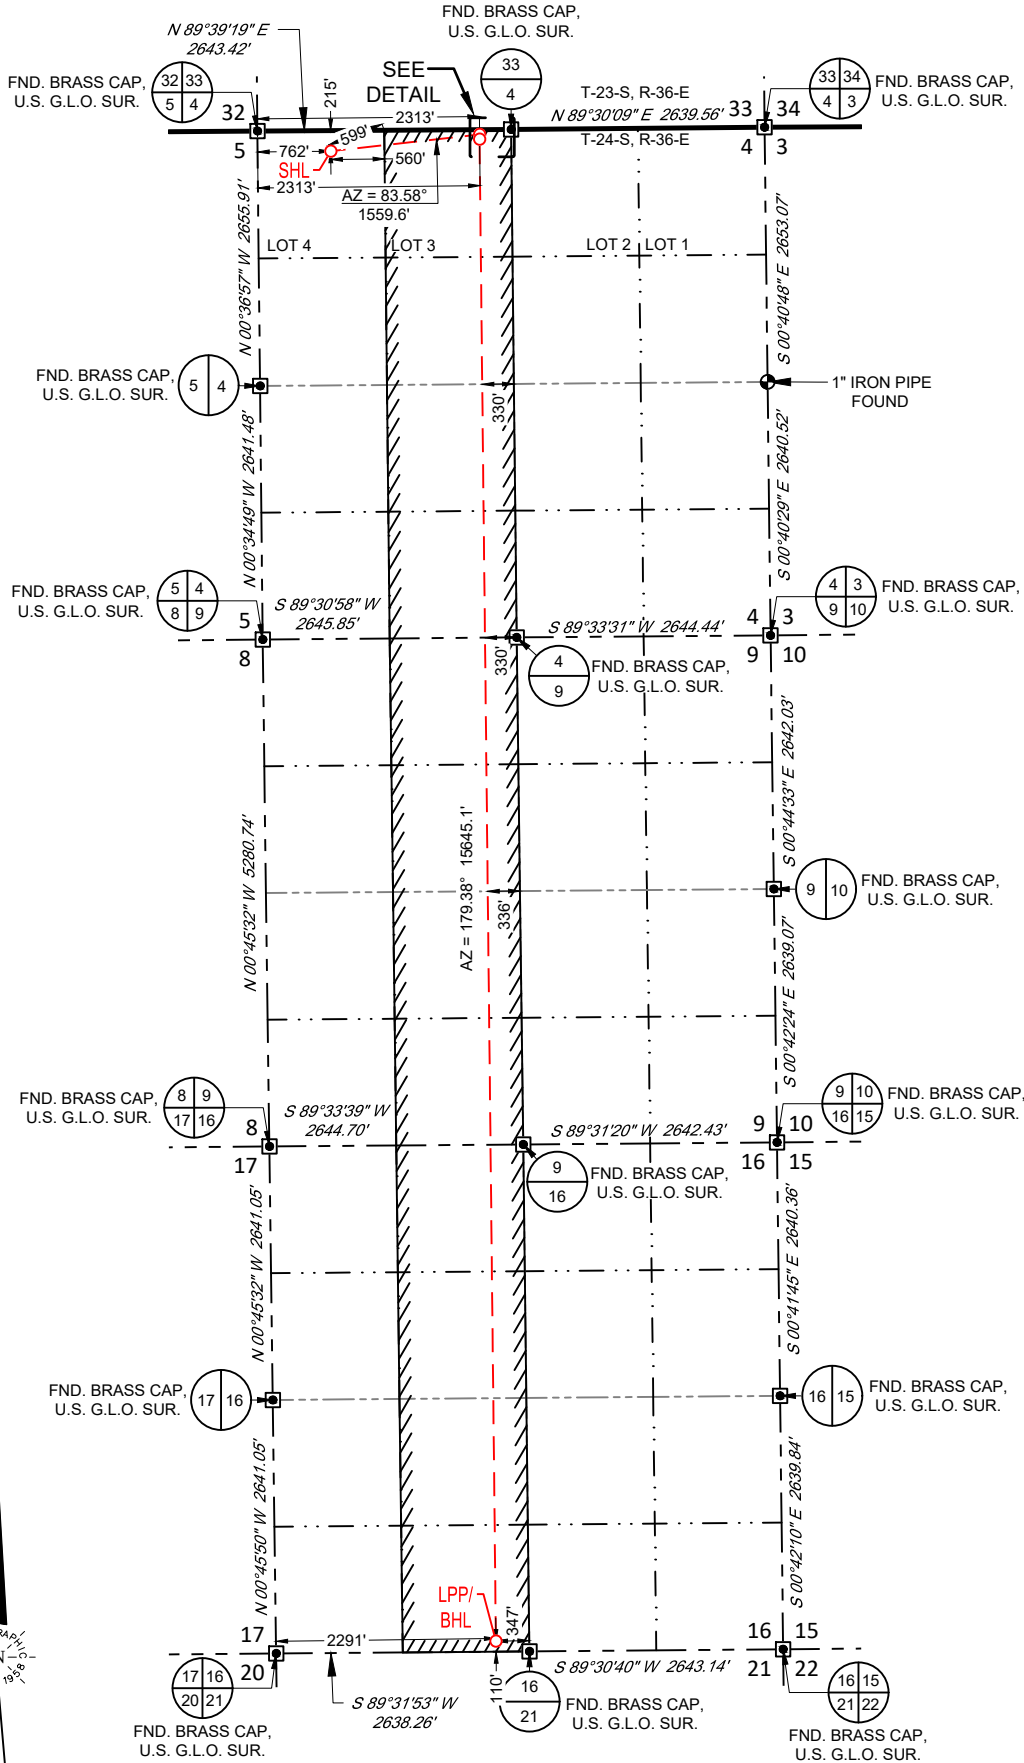 FND. BRASS CAP,
U.S. G.L.O. SUR.
N 89°39'19" E
2643.42'
33
4
FND. BRASS CAP,
U.S. G.L.O. SUR.
32 33
5 4
SEE
DETAIL
T-23-S, R-36-E
33 34
4 3
FND. BRASS CAP,
U.S. G.L.O. SUR.
32
215'
2313'
N 89°30'09" E 2639.56'
33 34
5
599'
T-24-S, R-36-E
4 3
762'
560'
SHL
2313'
AZ = 83.58°
1559.6'
LOT 4
LOT 3
LOT 2
LOT 1
N 00°36'57" W 2655.91'
S 00°40'48" E 2653.07'
FND. BRASS CAP,
U.S. G.L.O. SUR.
5 4
330'
1" IRON PIPE
FOUND
N 00°34'49" W 2641.48'
S 00°40'29" E 2640.52'
FND. BRASS CAP,
U.S. G.L.O. SUR.
5 4
8 9
5
8
S 89°30'58" W
2645.85'
S 89°33'31" W 2644.44'
4 3
9 10
4 3
9 10
FND. BRASS CAP,
U.S. G.L.O. SUR.
330'
4
9
FND. BRASS CAP,
U.S. G.L.O. SUR.
N 00°45'32" W 5280.74'
S 00°44'33" E 2642.03'
AZ = 179.38° 15645.1'
336'
9 10
FND. BRASS CAP,
U.S. G.L.O. SUR.
S 00°42'24" E 2639.07'
FND. BRASS CAP,
U.S. G.L.O. SUR.
8 9
17 16
8
17
S 89°33'39" W
2644.70'
S 89°31'20" W 2642.43'
9 10
16 15
9 10
16 15
FND. BRASS CAP,
U.S. G.L.O. SUR.
9
16
FND. BRASS CAP,
U.S. G.L.O. SUR.
N 00°45'32" W 2641.05'
S 00°41'45" E 2640.36'
FND. BRASS CAP,
U.S. G.L.O. SUR.
17 16
16 15
FND. BRASS CAP,
U.S. G.L.O. SUR.
N 00°45'50" W 2641.05'
S 00°42'10" E 2639.84'
LPP/
BHL
347'
17
20
2291'
110'
16 15
21 22
S 89°30'40" W 2643.14'
17 16
20 21
FND. BRASS CAP,
U.S. G.L.O. SUR.
S 89°31'53" W
2638.26'
16
21
FND. BRASS CAP,
U.S. G.L.O. SUR.
16 15
21 22
FND. BRASS CAP,
U.S. G.L.O. SUR.
1958